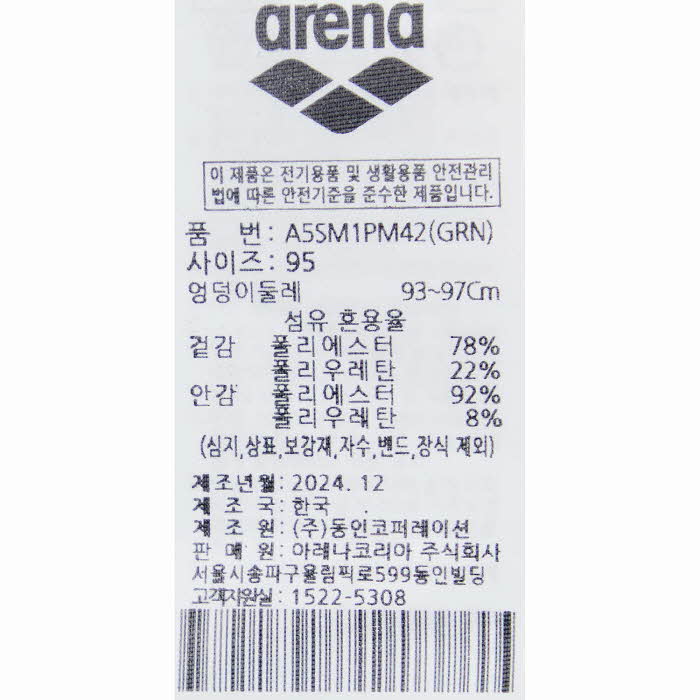 arena
이 제품은 전기용품 및 생활용품 안전관리
법에 따른 안전기준을 준수한 제품입니다.
품 번: A5SM1PM42(GRN)
사이즈: 95
엉덩이둘레 93~97Cm
섬유 혼용율
겉감 폴리에스터 78%
폴리우레탄 22%
안감 폴리에스터 92%
폴리우레탄 8%
(심지,상표,보강재,자수,밴드,장식 제외)
제조년월: 2024. 12
제 조 국: 한국
제 조 원: (주)동인코퍼레이션
판 매 원: 아레나코리아 주식회사
서울시송파구올림픽로599동인빌딩
고객지원실: 1522-5308